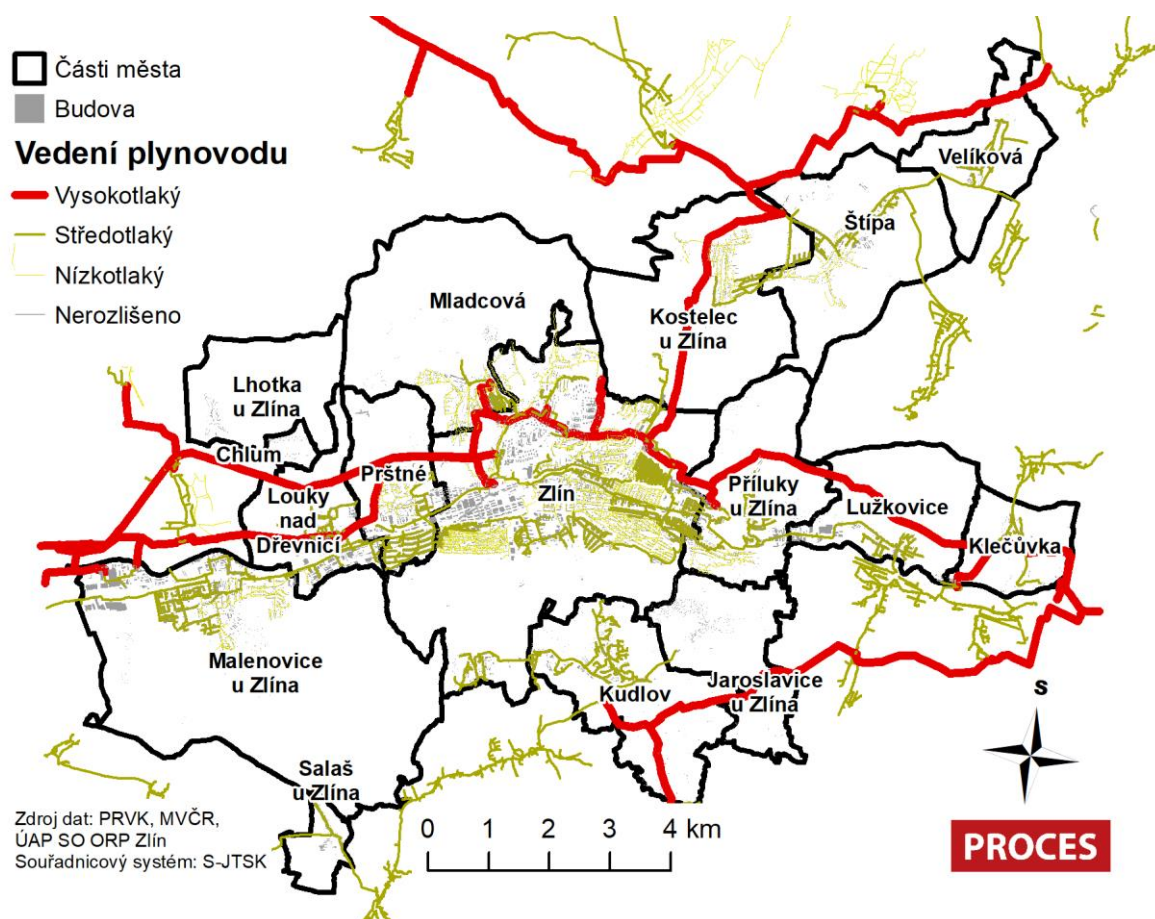 Části města
Budova
Vedení plynovodu
Vysokotlaký
Středotlaký
Nízkotlaký
Nerozlišeno
Velíková
Štípa
Mladcová
Kostelec
u Zlína
Lhotka
u Zlína
Chlum
Prštné
Louky
nad
Dřevnicí
Zlín
Příluky
u Zlína
Lužkovice
Klečůvka
Malenovice
u Zlína
Kudlov
Jaroslavice
u Zlína
Salaš
u Zlína
S
Zdroj dat: PRVK, MVČR,
ÚAP SO ORP Zlín
Souřadnicový systém: S-JTSK
0 1 2 3 4 km
PROCES